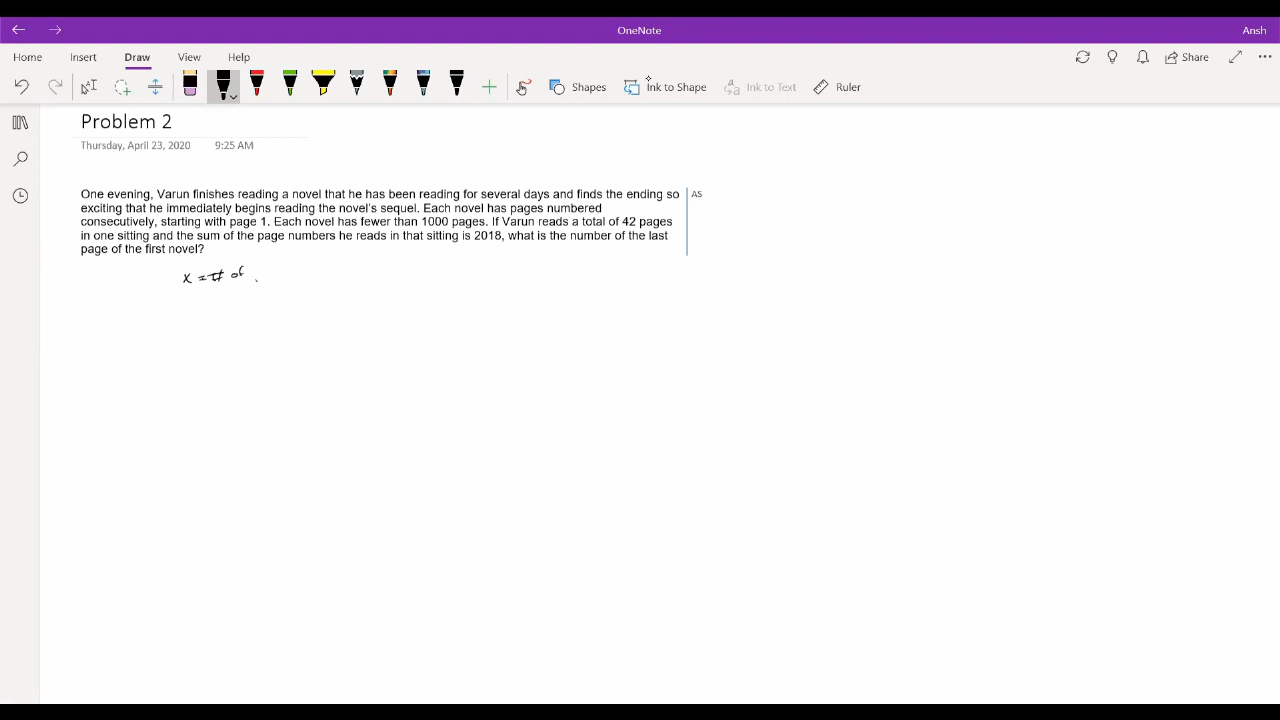 OneNote
Ansh
Home Insert Draw View Help
Share
Shapes
Ink to Shape
Ink to Text
Ruler
Problem 2
Thursday, April 23, 2020 9:25 AM
One evening, Varun finishes reading a novel that he has been reading for several days and finds the ending so
AS
exciting that he immediately begins reading the novel's sequel. Each novel has pages numbered
consecutively, starting with page 1. Each novel has fewer than 1000 pages. If Varun reads a total of 42 pages
in one sitting and the sum of the page numbers he reads in that sitting is 2018, what is the number of the last
page of the first novel?
x = # of